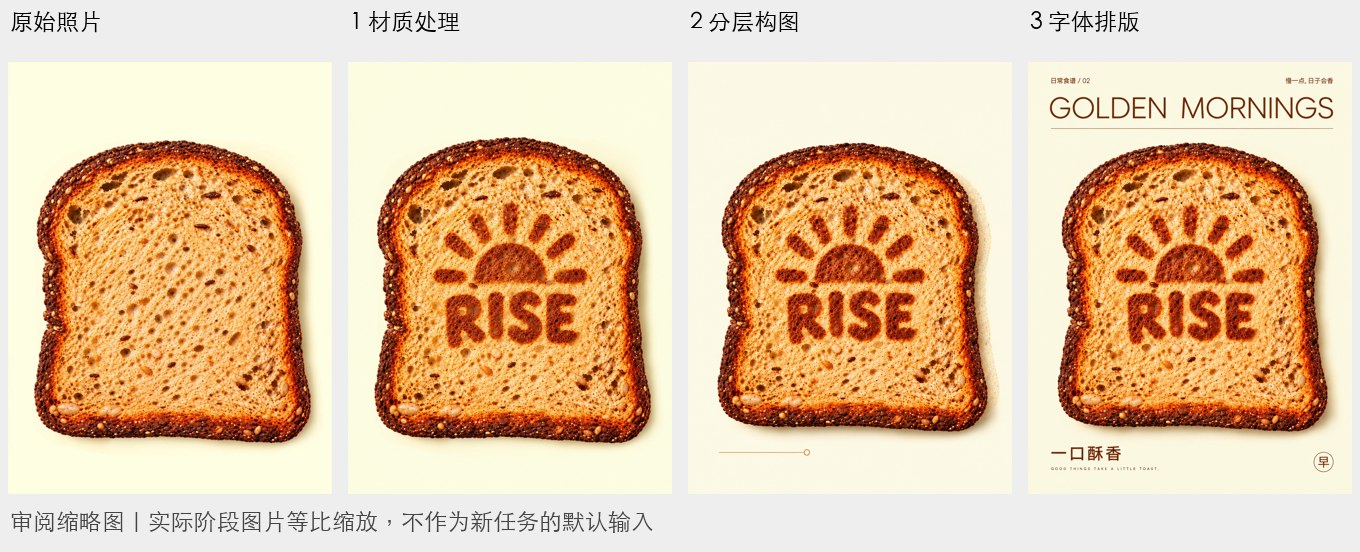 原始照片
1 材质处理
2 分层构图
3 字体排版
RISE
RISE
日常食谱 / 02
慢一点, 日子会香
GOLDEN MORNINGS
RISE
一口酥香
GOOD THINGS TAKE A LITTLE TOAST.
早
审阅缩略图丨实际阶段图片等比缩放，不作为新任务的默认输入